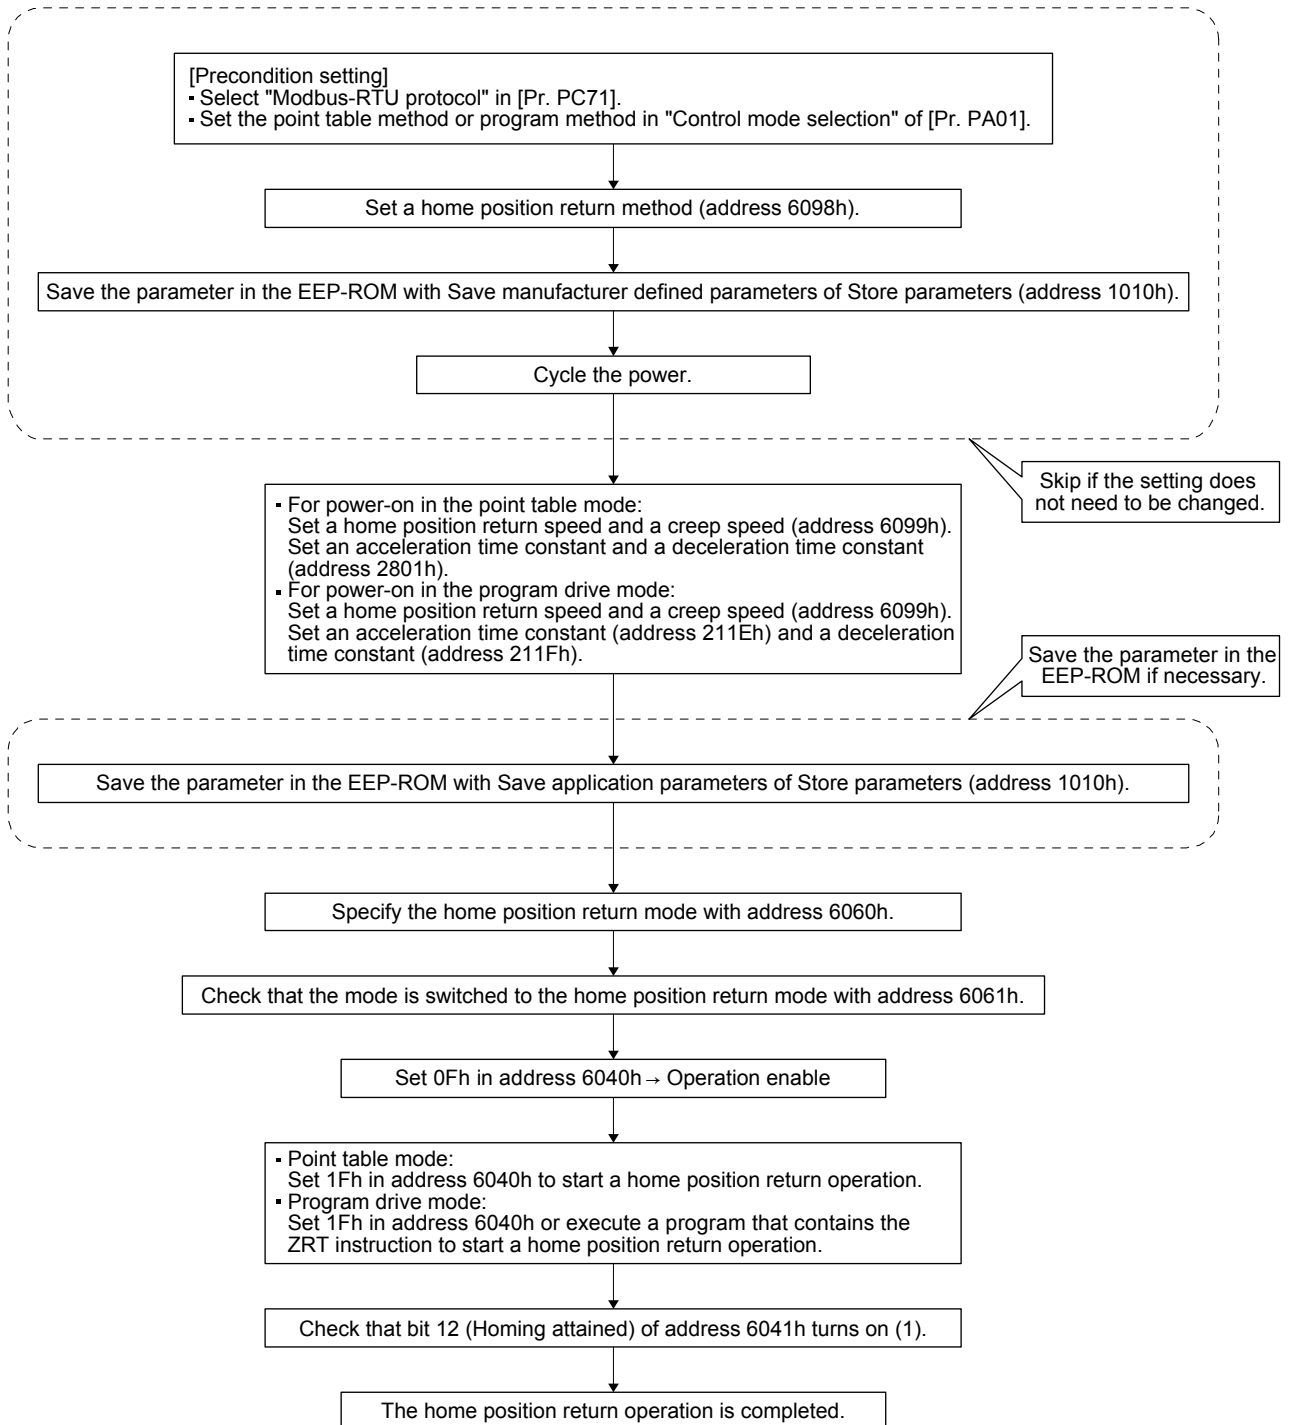 [Precondition setting]
▪ Select "Modbus-RTU protocol" in [Pr. PC71].
▪ Set the point table method or program method in "Control mode selection" of [Pr. PA01].
Set a home position return method (address 6098h).
Save the parameter in the EEP-ROM with Save manufacturer defined parameters of Store parameters (address 1010h).
Cycle the power.
Skip if the setting does
not need to be changed.
▪ For power-on in the point table mode:
Set a home position return speed and a creep speed (address 6099h).
Set an acceleration time constant and a deceleration time constant
(address 2801h).
▪ For power-on in the program drive mode:
Set a home position return speed and a creep speed (address 6099h).
Set an acceleration time constant (address 211Eh) and a deceleration
time constant (address 211Fh).
Save the parameter in the
EEP-ROM if necessary.
Save the parameter in the EEP-ROM with Save application parameters of Store parameters (address 1010h).
Specify the home position return mode with address 6060h.
Check that the mode is switched to the home position return mode with address 6061h.
Set 0Fh in address 6040h → Operation enable
▪ Point table mode:
Set 1Fh in address 6040h to start a home position return operation.
▪ Program drive mode:
Set 1Fh in address 6040h or execute a program that contains the
ZRT instruction to start a home position return operation.
Check that bit 12 (Homing attained) of address 6041h turns on (1).
The home position return operation is completed.